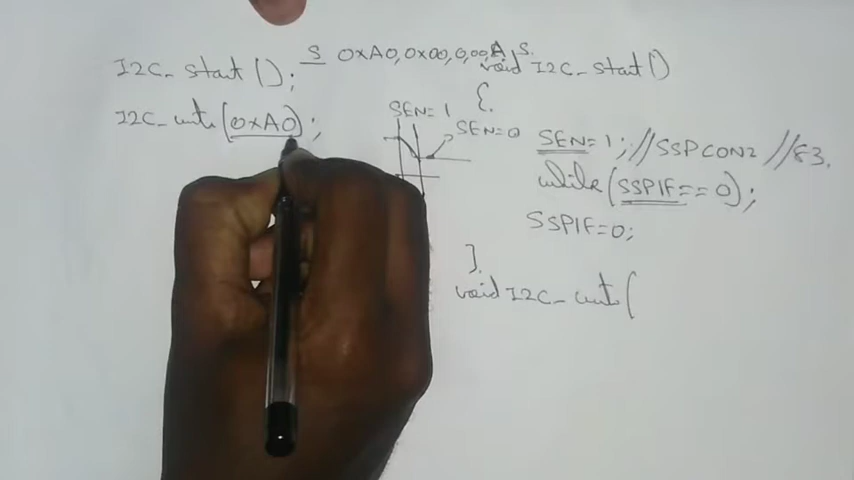 S 0xA0,0x00,0,00,A, S.
I2C_start();
void I2C_start()
I2C_write(0xA0);
{.
SEN=1
SEN=0
SEN=1; //SSPCON2 //83.
while(SSPIF==0);
SSPIF=0;
}.
void I2C_write(